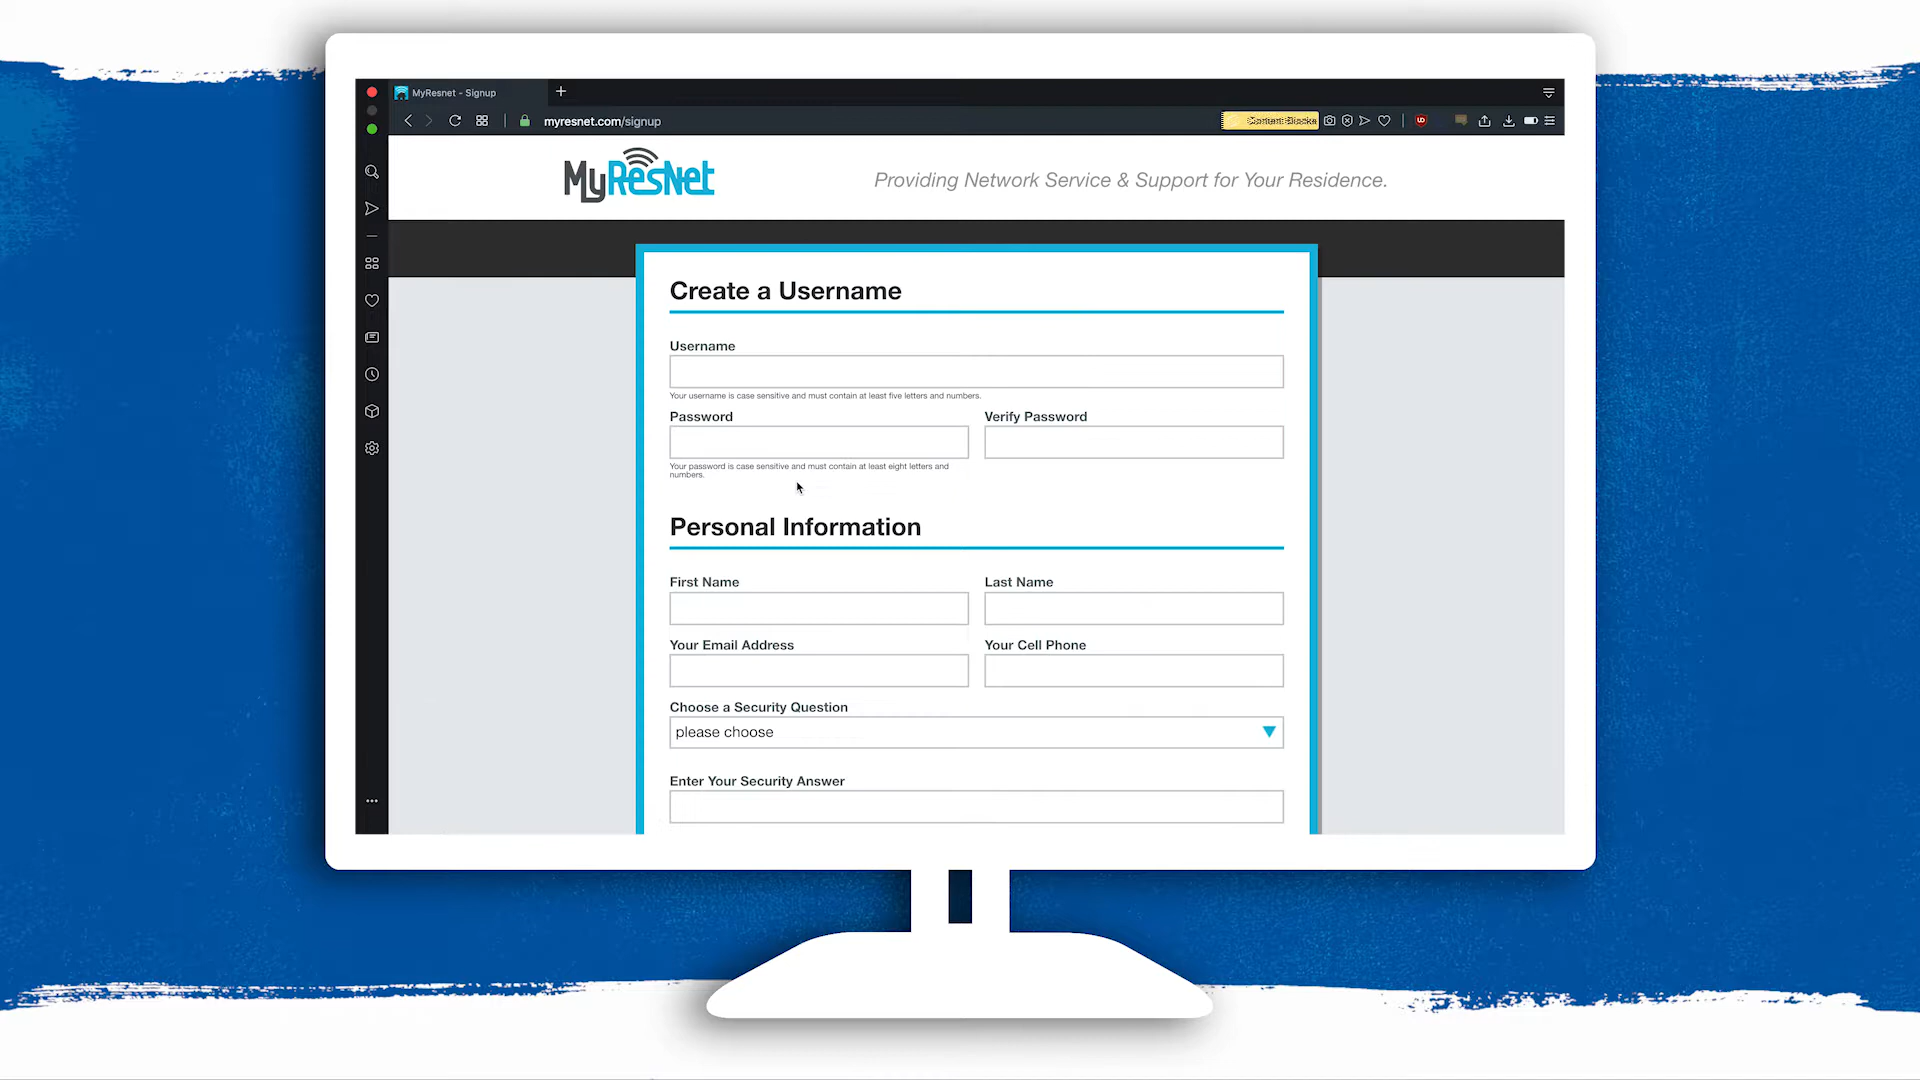 MyResnet - Signup
myresnet.com/signup
MyResNet
Providing Network Service & Support for Your Residence.
Create a Username
Username
Your username is case sensitive and must contain at least five letters and numbers.
Password
Verify Password
Your password is case sensitive and must contain at least eight letters and
numbers.
Personal Information
First Name
Last Name
Your Email Address
Your Cell Phone
Choose a Security Question
please choose
Enter Your Security Answer